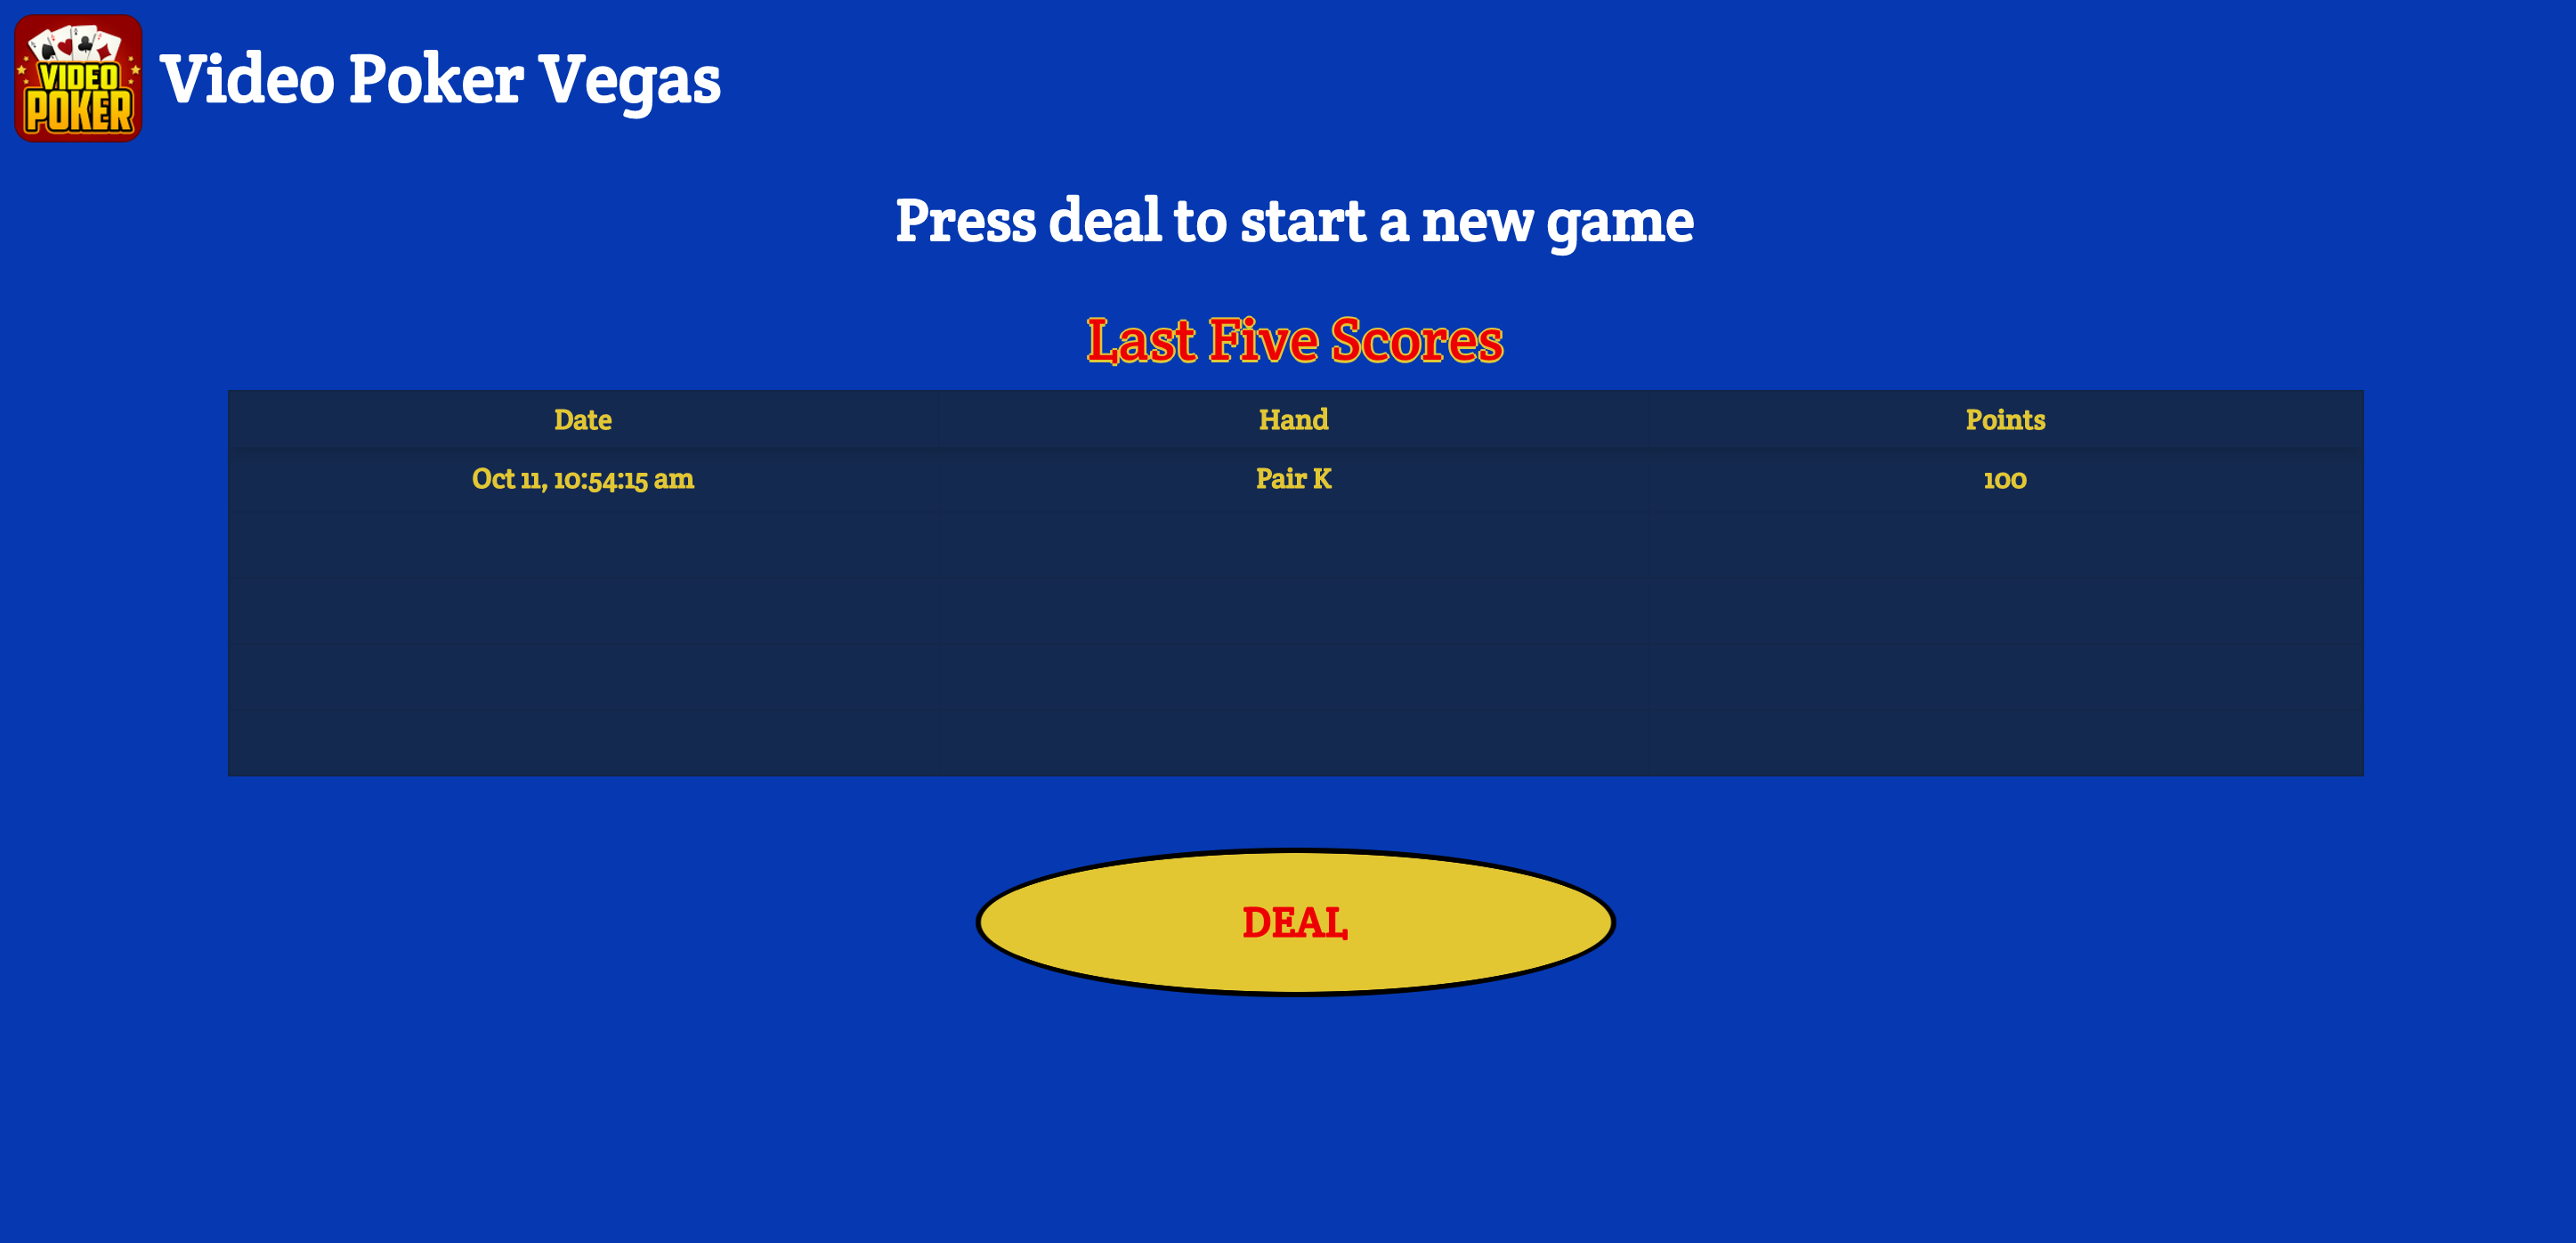 VIDEO
POKER
Video Poker Vegas
Press deal to start a new game
Last Five Scores
Date Hand Points
Oct 11, 10:54:15 am Pair K 100
DEAL